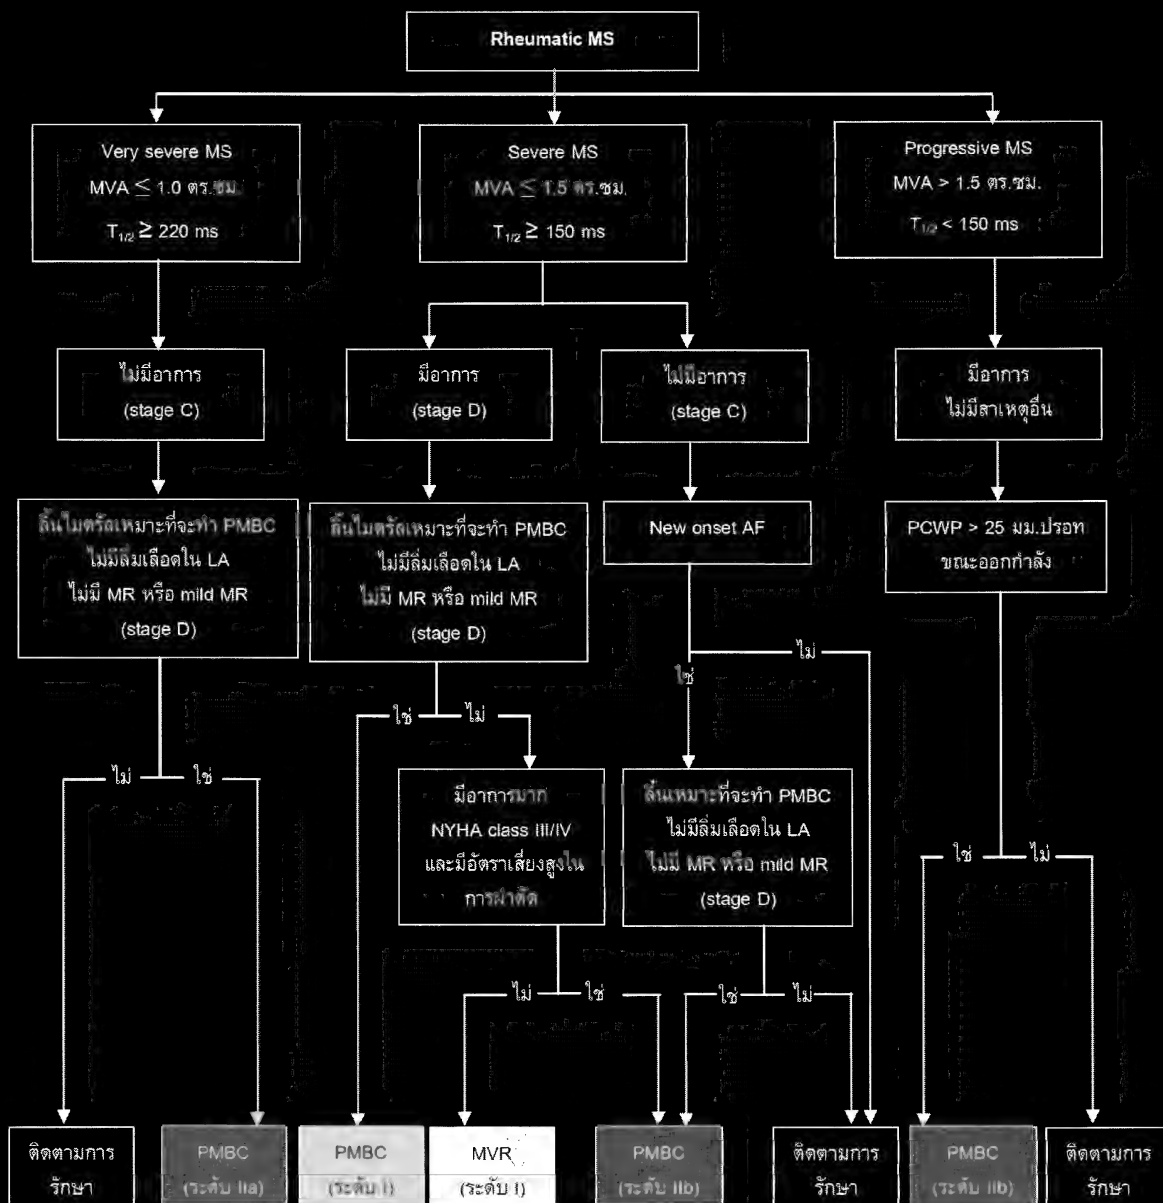 Rheumatic MS
Very severe MS
MVA ≤ 1.0 ตร.ซม.
T1/2 ≥ 220 ms
Severe MS
MVA ≤ 1.5 ตร.ซม.
T1/2 ≥ 150 ms
Progressive MS
MVA > 1.5 ตร.ซม.
T1/2 < 150 ms
ไม่มีอาการ
(stage C)
มีอาการ
(stage D)
ไม่มีอาการ
(stage C)
มีอาการ
ไม่มีสาเหตุอื่น
ลิ้นไมตรัลเหมาะที่จะทำ PMBC
ไม่มีลิ่มเลือดใน LA
ไม่มี MR หรือ mild MR
(stage D)
ลิ้นไมตรัลเหมาะที่จะทำ PMBC
ไม่มีลิ่มเลือดใน LA
ไม่มี MR หรือ mild MR
(stage D)
New onset AF
PCWP > 25 มม.ปรอท
ขณะออกกำลัง
ไม่
ใช่
ใช่
ไม่
ไม่
ใช่
มีอาการมาก
NYHA class III/IV
และมีอัตราเสี่ยงสูงใน
การผ่าตัด
ลิ้นเหมาะที่จะทำ PMBC
ไม่มีลิ่มเลือดใน LA
ไม่มี MR หรือ mild MR
(stage D)
ใช่
ไม่
ไม่
ใช่
ใช่
ไม่
ติดตามการ
รักษา
PMBC
(ระดับ IIa)
PMBC
(ระดับ I)
MVR
(ระดับ I)
PMBC
(ระดับ IIb)
ติดตามการ
รักษา
PMBC
(ระดับ IIb)
ติดตามการ
รักษา